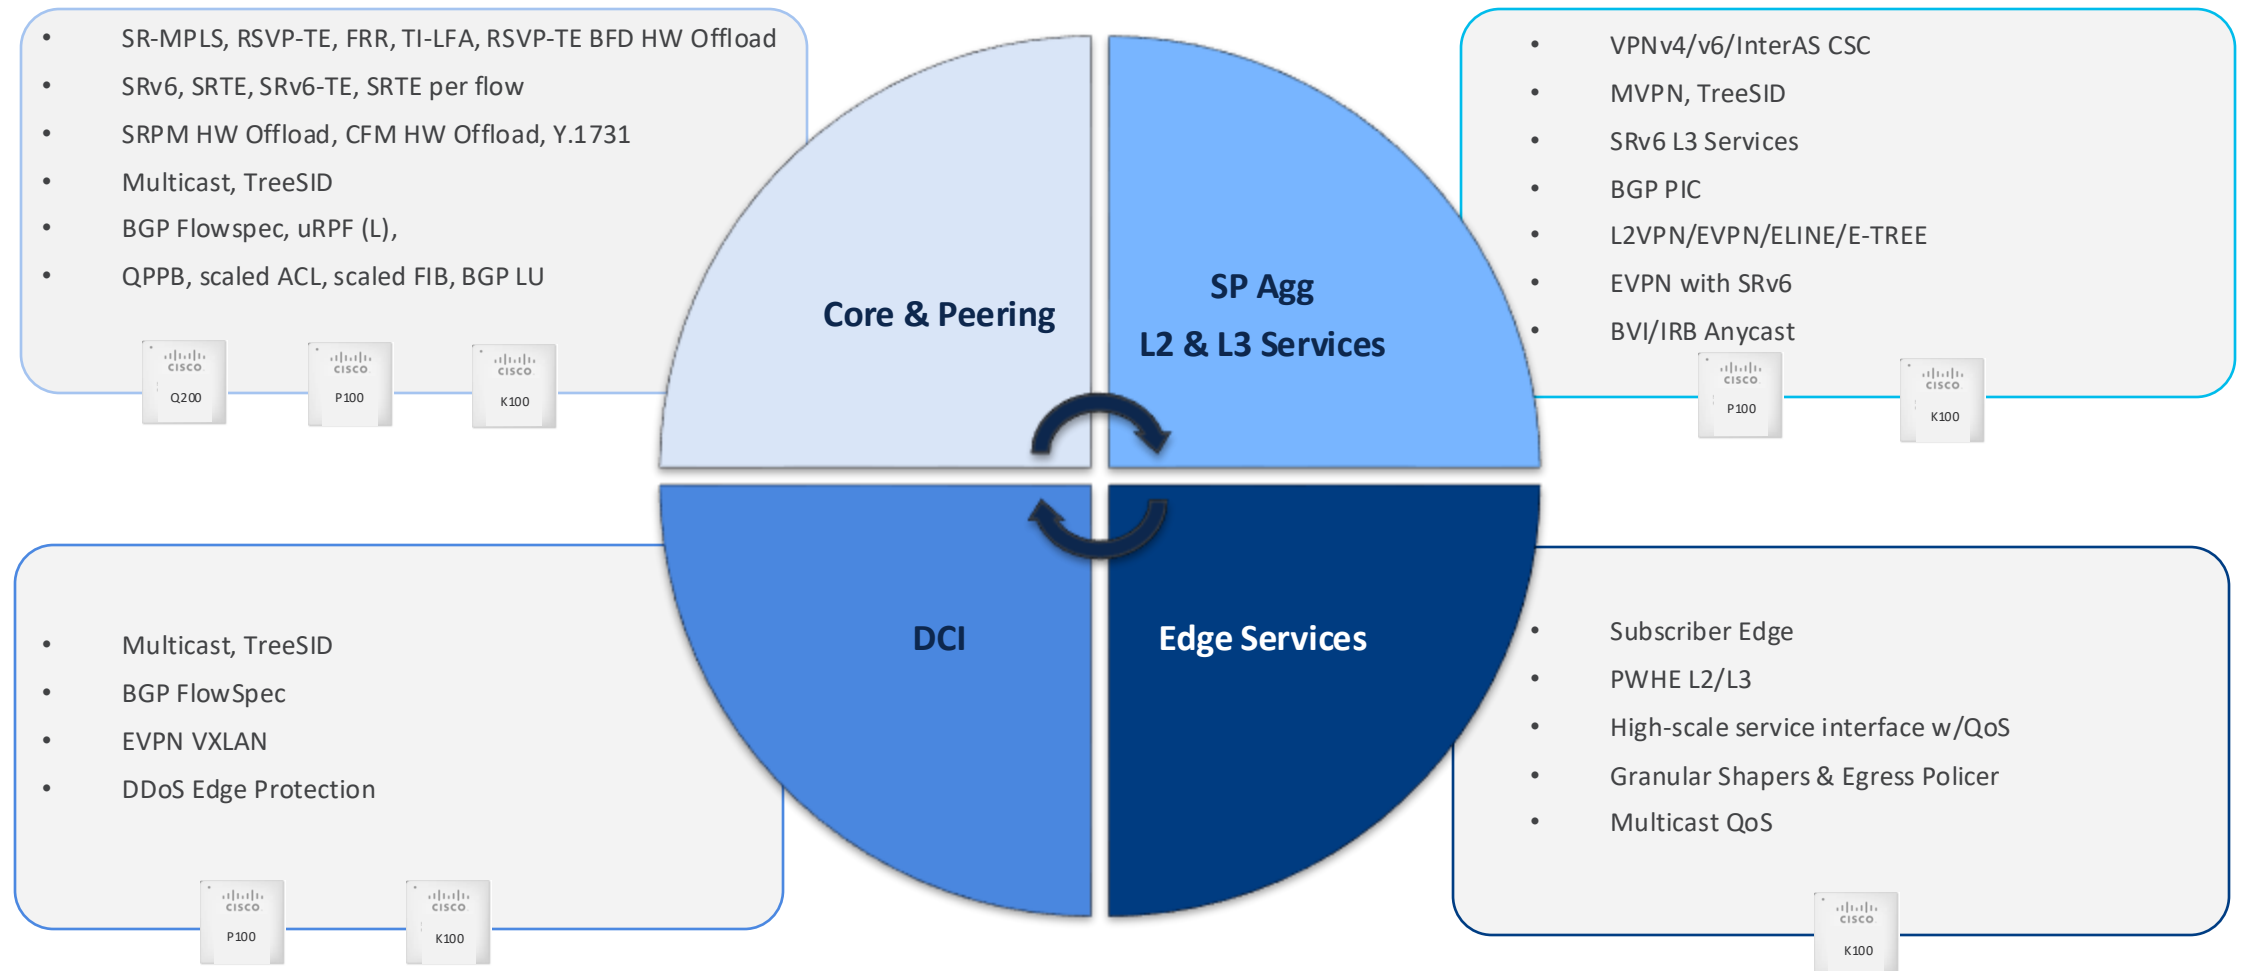 • SR-MPLS, RSVP-TE, FRR, TI-LFA, RSVP-TE BFD HW Offload
• SRv6, SRTE, SRv6-TE, SRTE per flow
• SRPM HW Offload, CFM HW Offload, Y.1731
• Multicast, TreeSID
• BGP Flowspec, uRPF (L),
• QPPB, scaled ACL, scaled FIB, BGP LU
CISCO
Q200
CISCO
P100
CISCO
K100
Core & Peering
SP Agg
L2 & L3 Services
• VPNv4/v6/InterAS CSC
• MVPN, TreeSID
• SRv6 L3 Services
• BGP PIC
• L2VPN/EVPN/ELINE/E-TREE
• EVPN with SRv6
• BVI/IRB Anycast
CISCO
P100
CISCO
K100
• Multicast, TreeSID
• BGP FlowSpec
• EVPN VXLAN
• DDoS Edge Protection
CISCO
P100
CISCO
K100
DCI
Edge Services
• Subscriber Edge
• PWHE L2/L3
• High-scale service interface w/QoS
• Granular Shapers & Egress Policer
• Multicast QoS
CISCO
K100